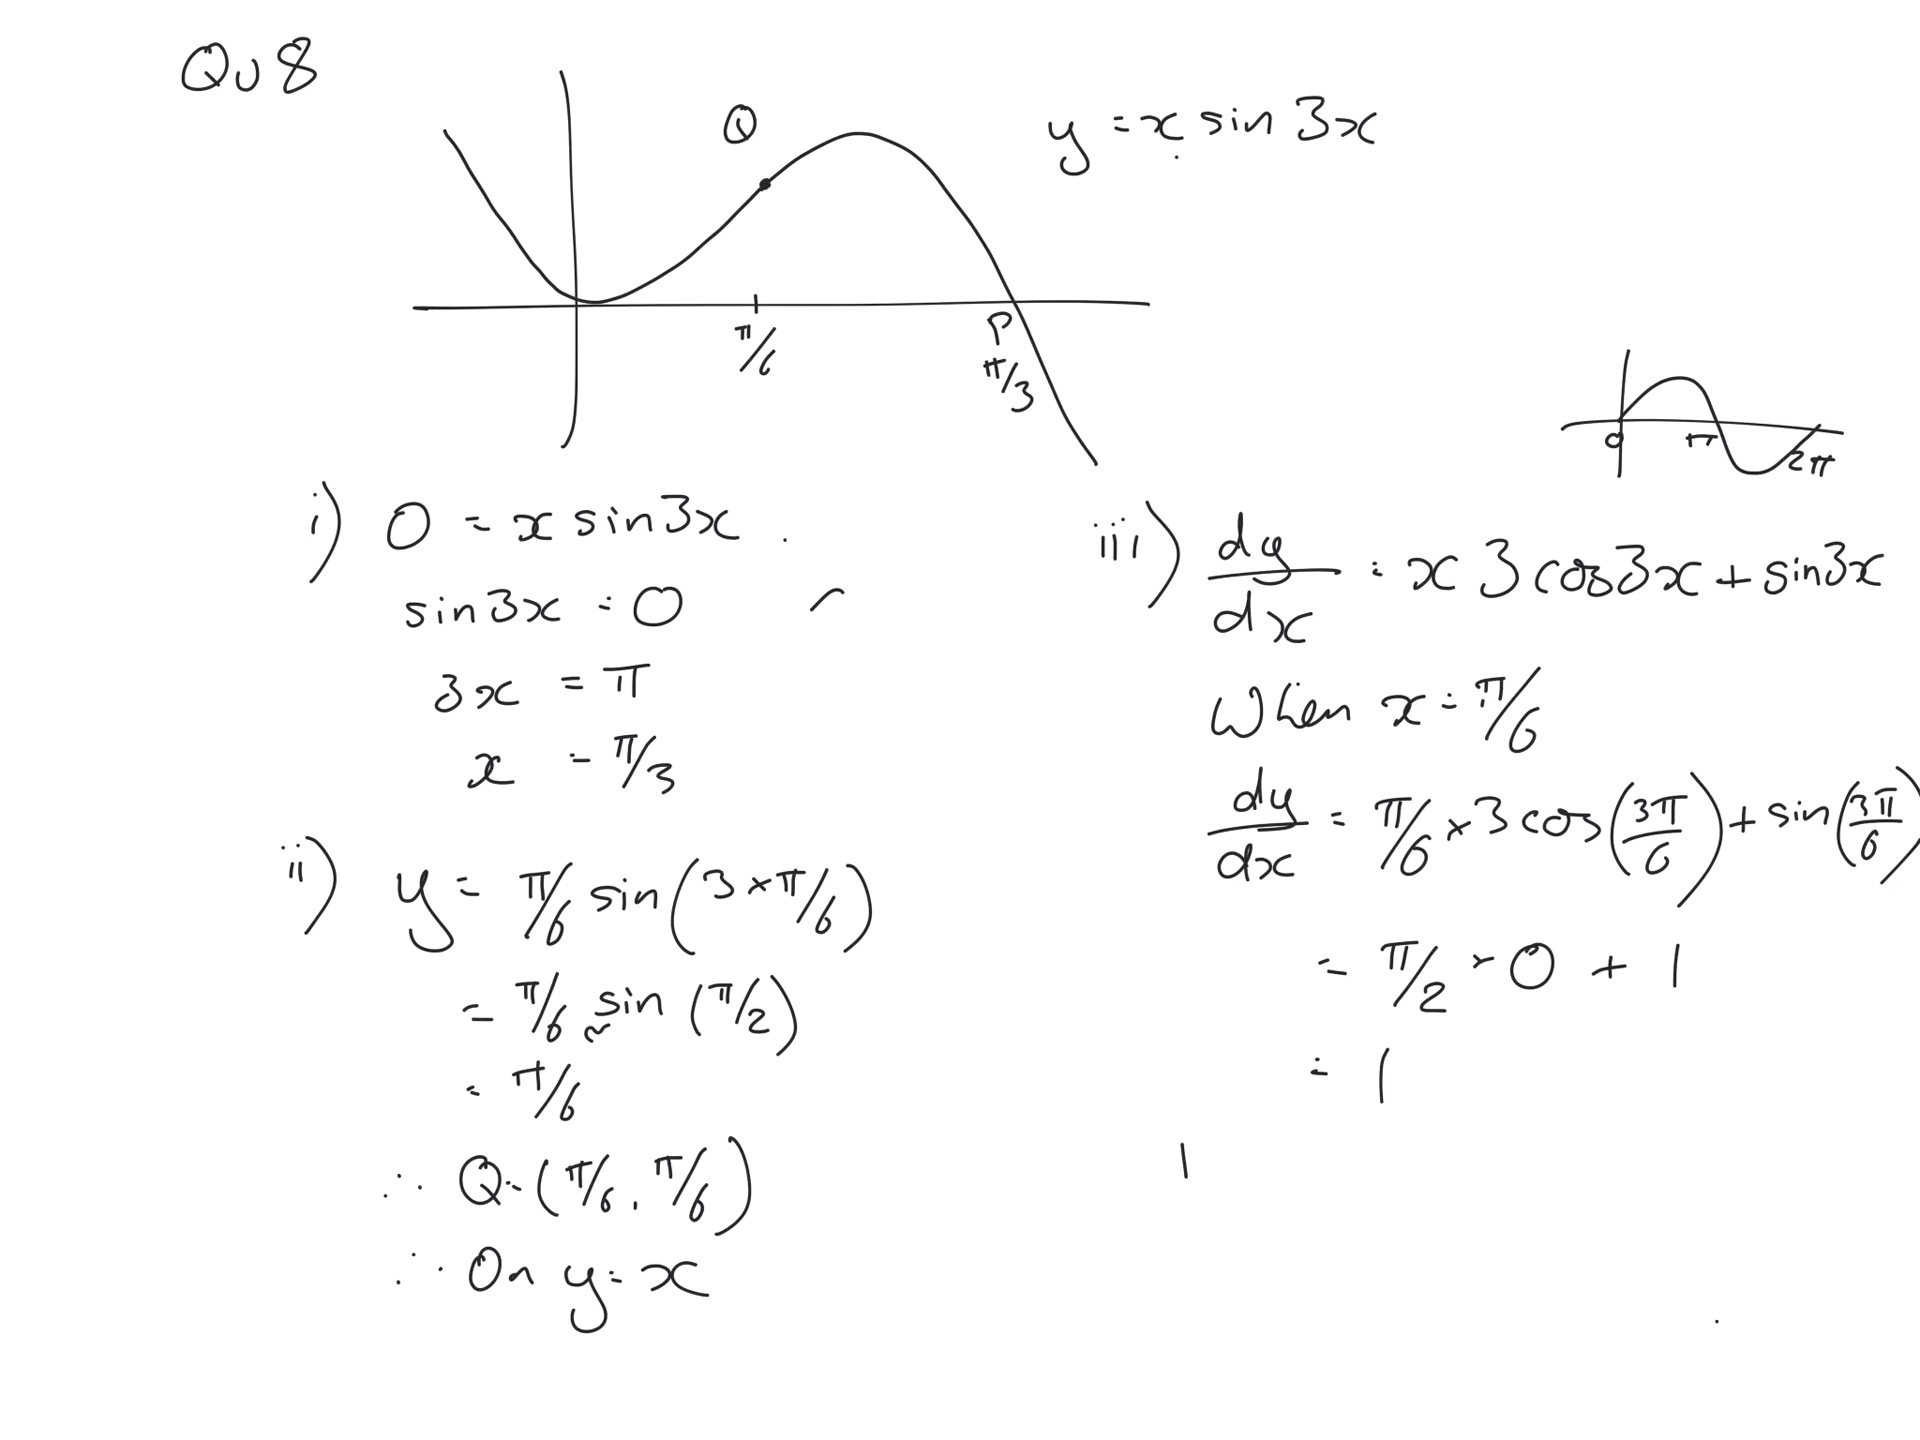 Qu 8
Q
y = x sin 3x
π/6
P
π/3
0 π 2π
i) 0 = x sin 3x
sin 3x = 0
3x = π
x = π/3
ii) y = π/6 sin (3 × π/6)
= π/6 sin (π/2)
= π/6
∴ Q = (π/6, π/6)
∴ On y = x
iii) dy/dx = x 3 cos 3x + sin 3x
When x = π/6
dy/dx = π/6 × 3 cos (3π/6) + sin (3π/6)
= π/2 × 0 + 1
= 1